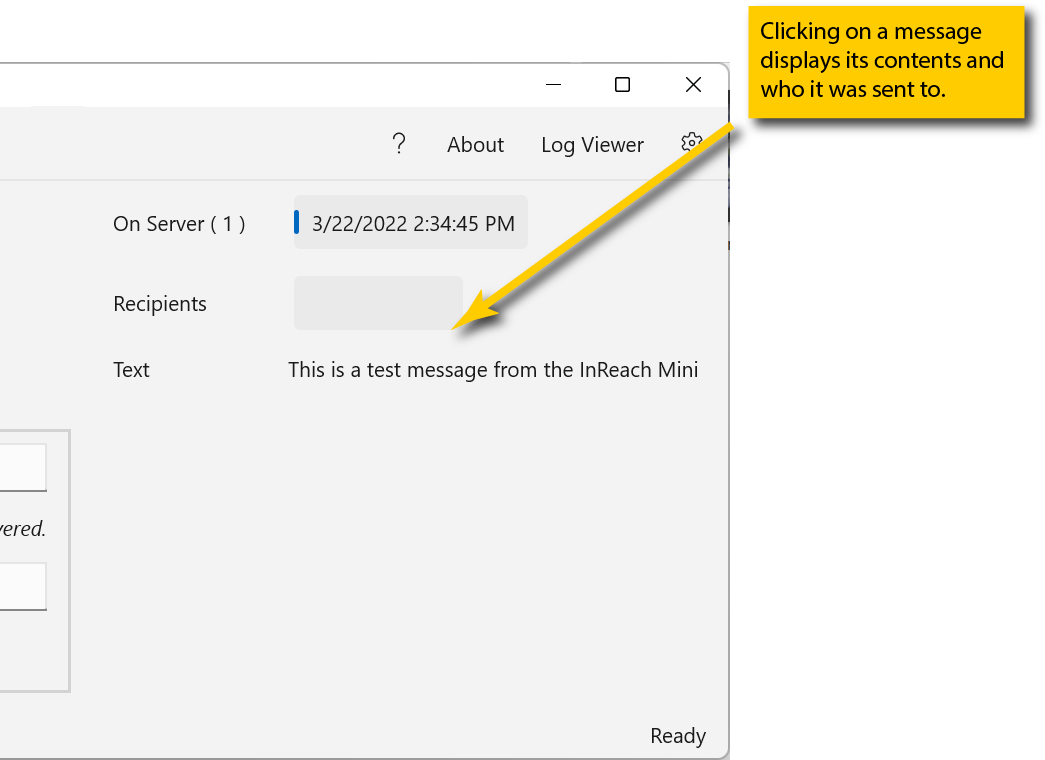 Clicking on a message
displays its contents and
who it was sent to.
? About Log Viewer
On Server ( 1 ) 3/22/2022 2:34:45 PM
Recipients
Text This is a test message from the InReach Mini
vered.
Ready